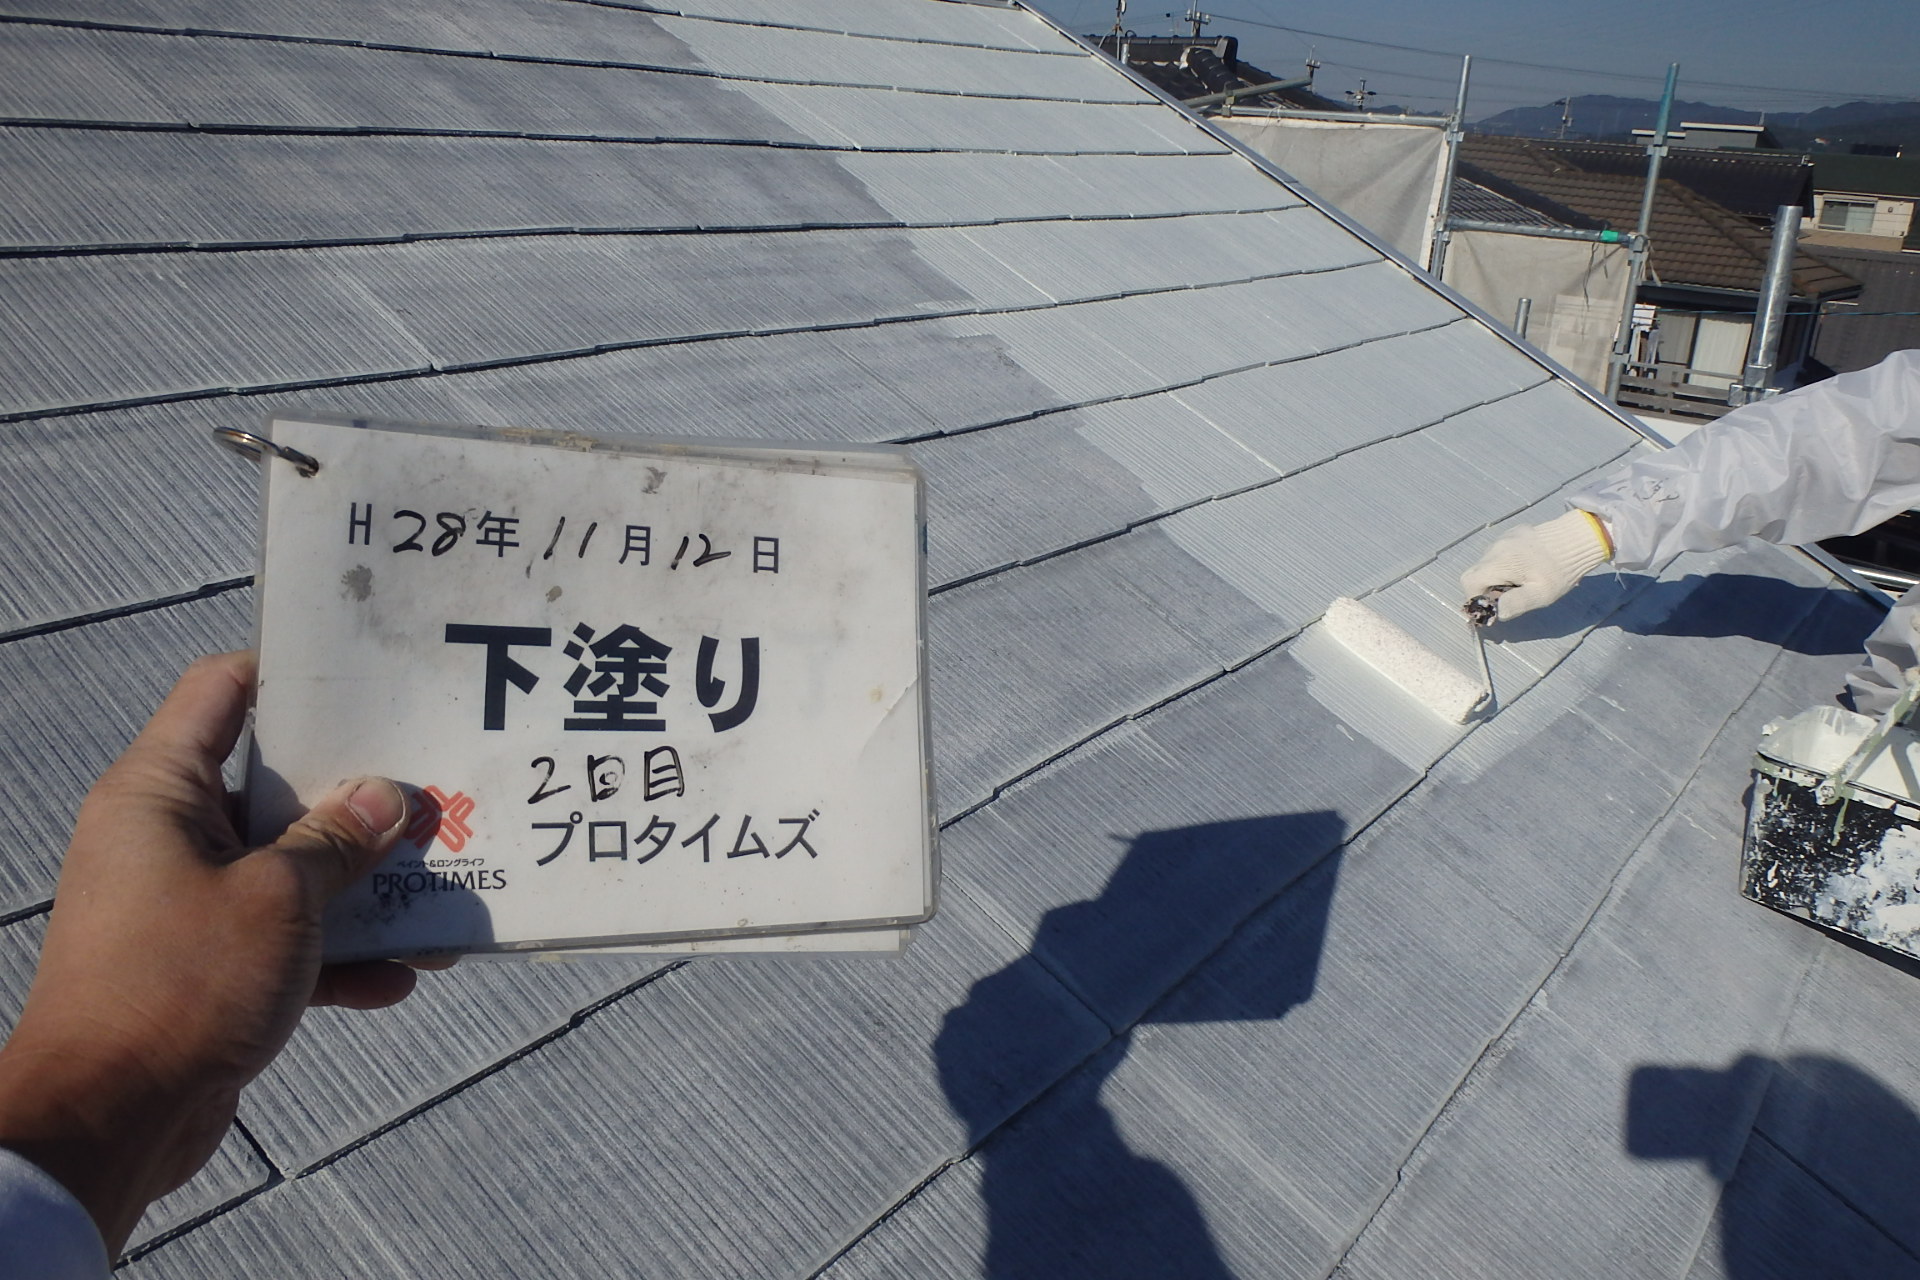 H 28年 11月 12日
下塗り
2回目
プロタイムズ
ペイント&ロングライフ
PROTIMES